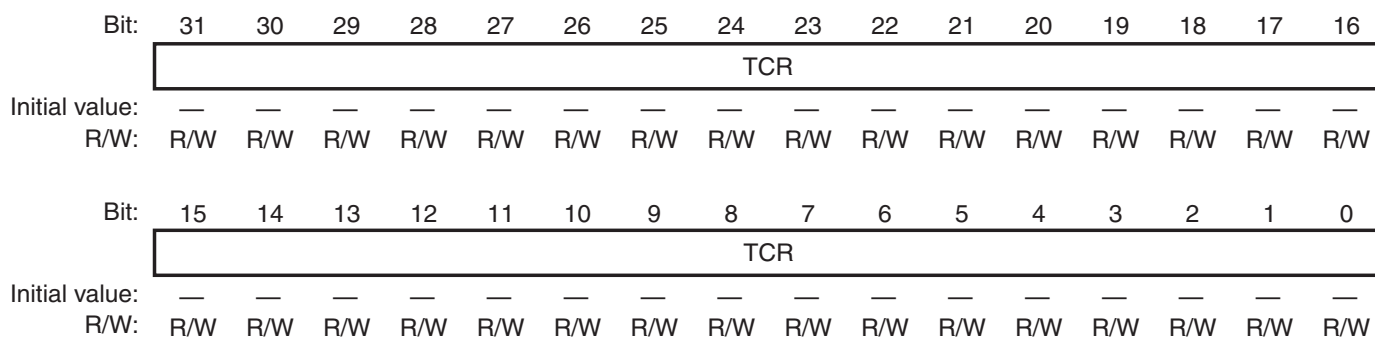 Bit: 31 30 29 28 27 26 25 24 23 22 21 20 19 18 17 16
TCR
Initial value: — — — — — — — — — — — — — — — —
R/W: R/W R/W R/W R/W R/W R/W R/W R/W R/W R/W R/W R/W R/W R/W R/W R/W
Bit: 15 14 13 12 11 10 9 8 7 6 5 4 3 2 1 0
TCR
Initial value: — — — — — — — — — — — — — — — —
R/W: R/W R/W R/W R/W R/W R/W R/W R/W R/W R/W R/W R/W R/W R/W R/W R/W